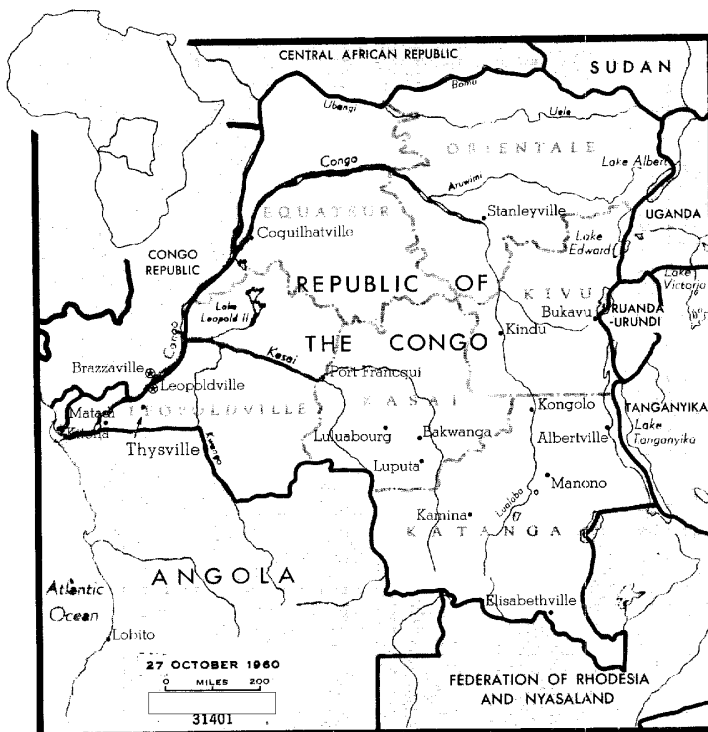 CENTRAL AFRICAN REPUBLIC
SUDAN
Bomu
Ubangi
Uele
ORIENTALE
Congo
Lake Albert
Aruwimi
EQUATEUR
Stanleyville
UGANDA
Coquilhatville
Lake
Edward
CONGO
REPUBLIC
Lake
Victoria
REPUBLIC OF
KIVU
Lake
Leopold II
Bukavu
RUANDA
-URUNDI
Congo
Kindu
THE CONGO
Kasai
Brazzaville
Port Francqui
Leopoldville
KASAI
LEOPOLDVILLE
Kongolo
TANGANYIKA
Matadi
Kitona
Luluabourg
Bakwanga
Albertville
Lake
Tanganyika
Thysville
Kwango
Luputa
Manono
Lualaba
Kamina
KATANGA
ANGOLA
Atlantic
Ocean
Elisabethville
Lobito
27 OCTOBER 1960
0 MILES 200
FEDERATION OF RHODESIA
AND NYASALAND
31401